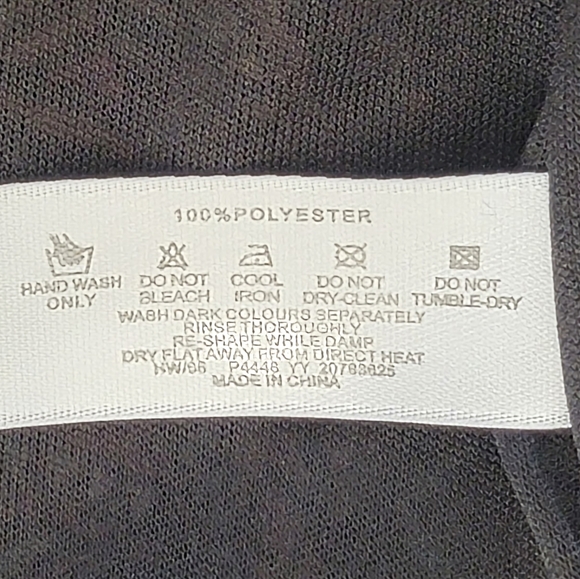 100%POLYESTER
HAND WASH ONLY
DO NOT BLEACH
COOL IRON
DO NOT DRY-CLEAN
DO NOT TUMBLE-DRY
WASH DARK COLOURS SEPARATELY
RINSE THOROUGHLY
RE-SHAPE WHILE DAMP
DRY FLAT AWAY FROM DIRECT HEAT
P4448 YY
MADE IN CHINA